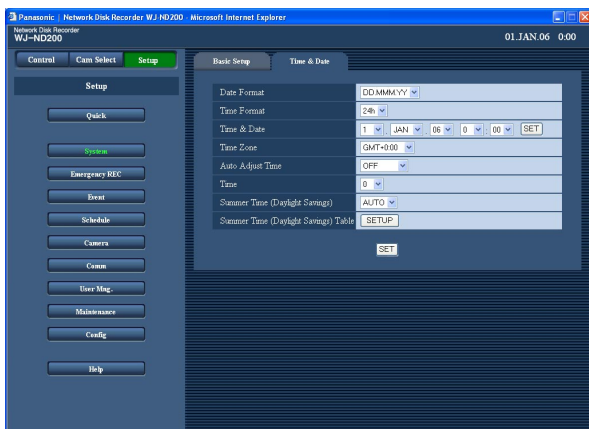 Panasonic | Network Disk Recorder WJ-ND200 - Microsoft Internet Explorer
Network Disk Recorder
WJ-ND200
01.JAN.06 0:00
Control Cam Select Setup
Setup
Quick
System
Emergency REC
Event
Schedule
Camera
Comm
User Mng.
Maintenance
Config
Help
Basic Setup Time & Date
Date Format DD.MMM.YY
Time Format 24h
Time & Date 1 . JAN . 06 0 : 00 SET
Time Zone GMT+0:00
Auto Adjust Time OFF
Time 0
Summer Time (Daylight Savings) AUTO
Summer Time (Daylight Savings) Table SETUP
SET